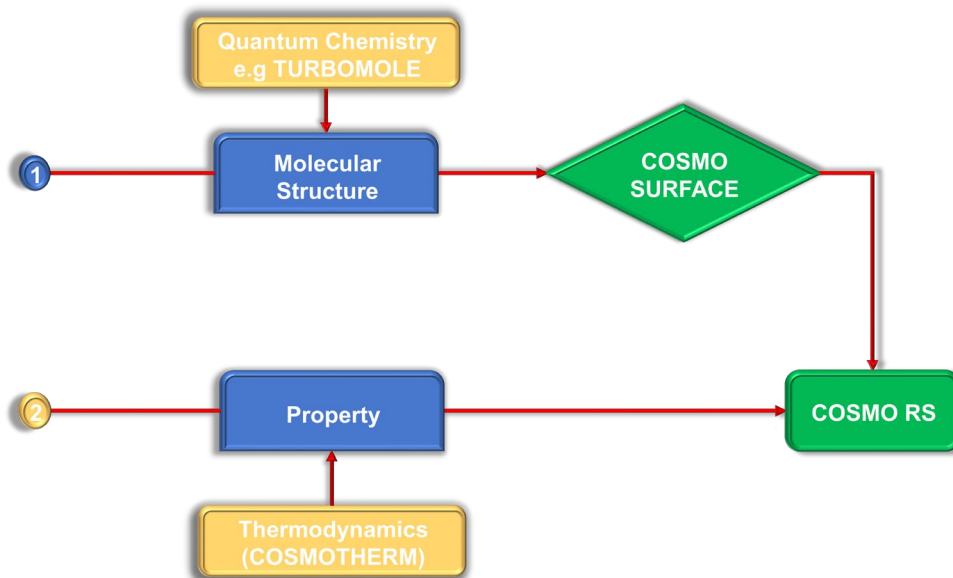 Quantum Chemistry
e.g TURBOMOLE
1
Molecular
Structure
COSMO
SURFACE
2
Property
COSMO RS
Thermodynamics
(COSMOTHERM)